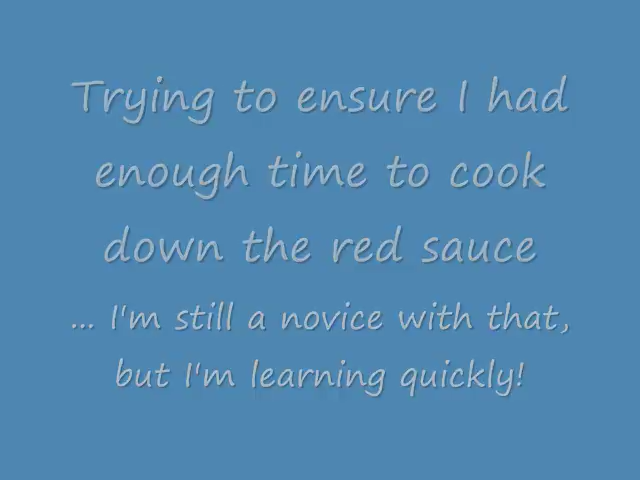 Trying to ensure I had
enough time to cook
down the red sauce
... I'm still a novice with that,
but I'm learning quickly!